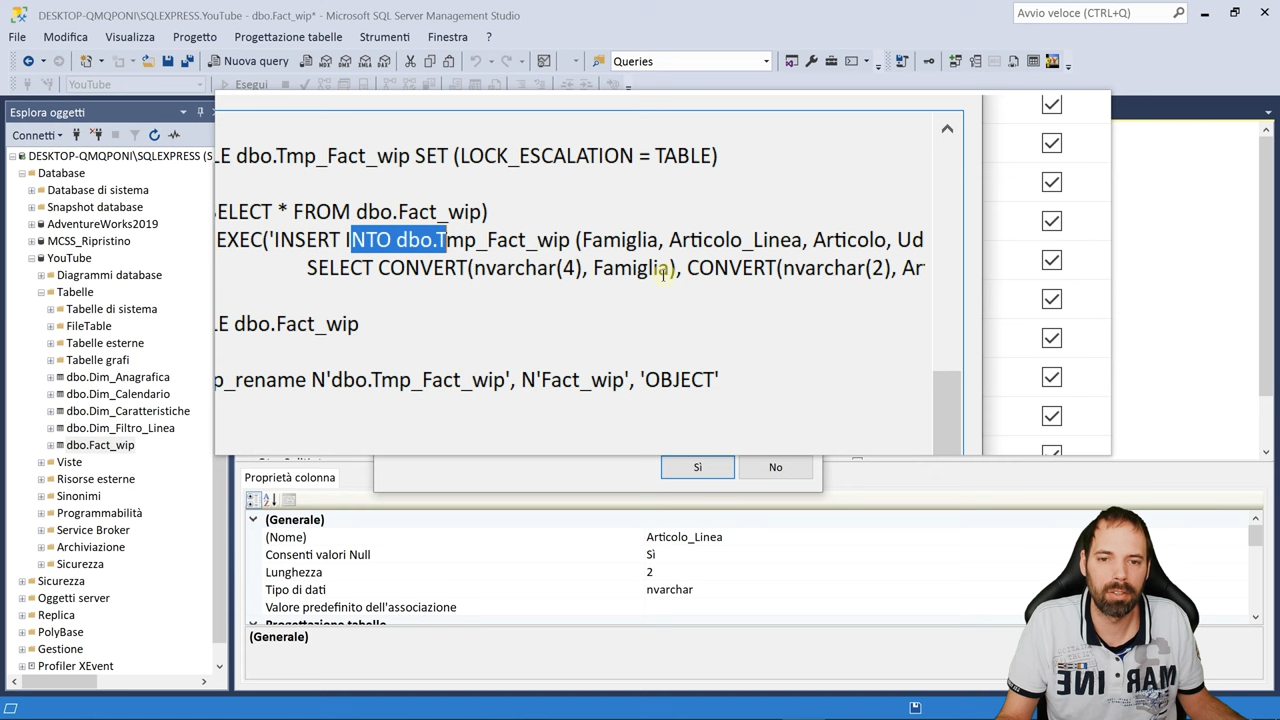 DESKTOP-QMQPONI\SQLEXPRESS.YouTube - dbo.Fact_wip* - Microsoft SQL Server Management Studio
Avvio veloce (CTRL+Q)
File Modifica Visualizza Progetto Progettazione tabelle Strumenti Finestra ?
Nuova query Queries
YouTube Esegui
Esplora oggetti
Connetti
DESKTOP-QMQPONI\SQLEXPRESS (S
Database
Database di sistema
Snapshot database
AdventureWorks2019
MCSS_Ripristino
YouTube
Diagrammi database
Tabelle
Tabelle di sistema
FileTable
Tabelle esterne
Tabelle grafi
dbo.Dim_Anagrafica
dbo.Dim_Calendario
dbo.Dim_Caratteristiche
dbo.Dim_Filtro_Linea
dbo.Fact_wip
Viste
Risorse esterne
Sinonimi
Programmabilità
Service Broker
Archiviazione
Sicurezza
Sicurezza
Oggetti server
Replica
PolyBase
Gestione
Profiler XEvent
LE dbo.Tmp_Fact_wip SET (LOCK_ESCALATION = TABLE)
SELECT * FROM dbo.Fact_wip)
EXEC('INSERT INTO dbo.Tmp_Fact_wip (Famiglia, Articolo_Linea, Articolo, Ud
SELECT CONVERT(nvarchar(4), Famiglia), CONVERT(nvarchar(2), Ar
LE dbo.Fact_wip
p_rename N'dbo.Tmp_Fact_wip', N'Fact_wip', 'OBJECT'
Sì No
Proprietà colonna
(Generale)
(Nome) Articolo_Linea
Consenti valori Null Sì
Lunghezza 2
Tipo di dati nvarchar
Valore predefinito dell'associazione
Progettazione tabelle
(Generale)
MARINE